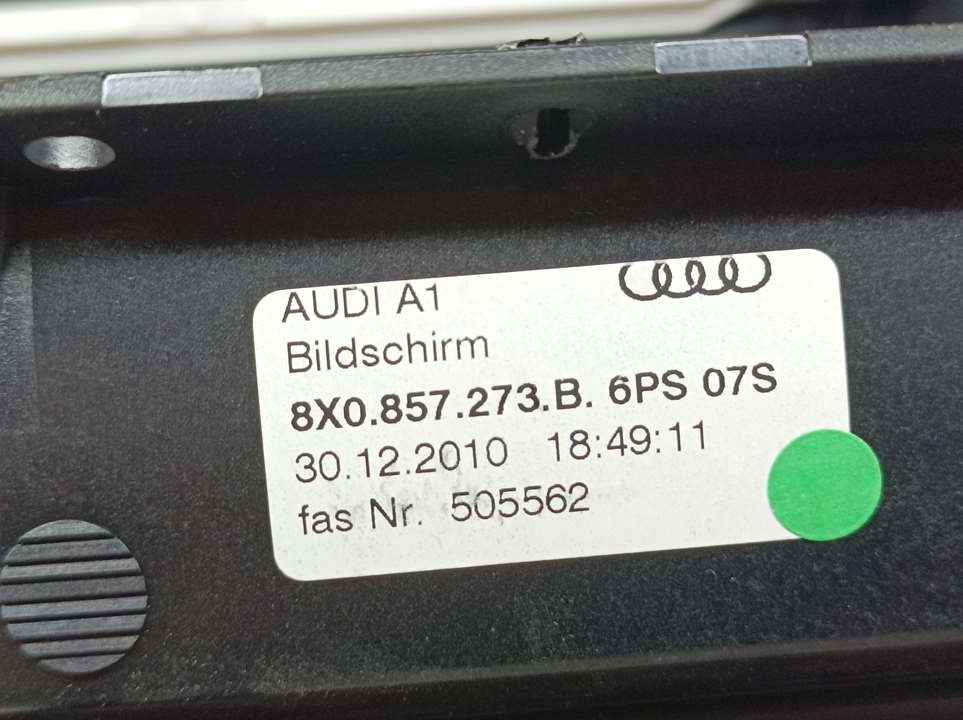 AUDI A1
Bildschirm
8X0.857.273.B. 6PS 07S
30.12.2010 18:49:11
fas Nr. 505562